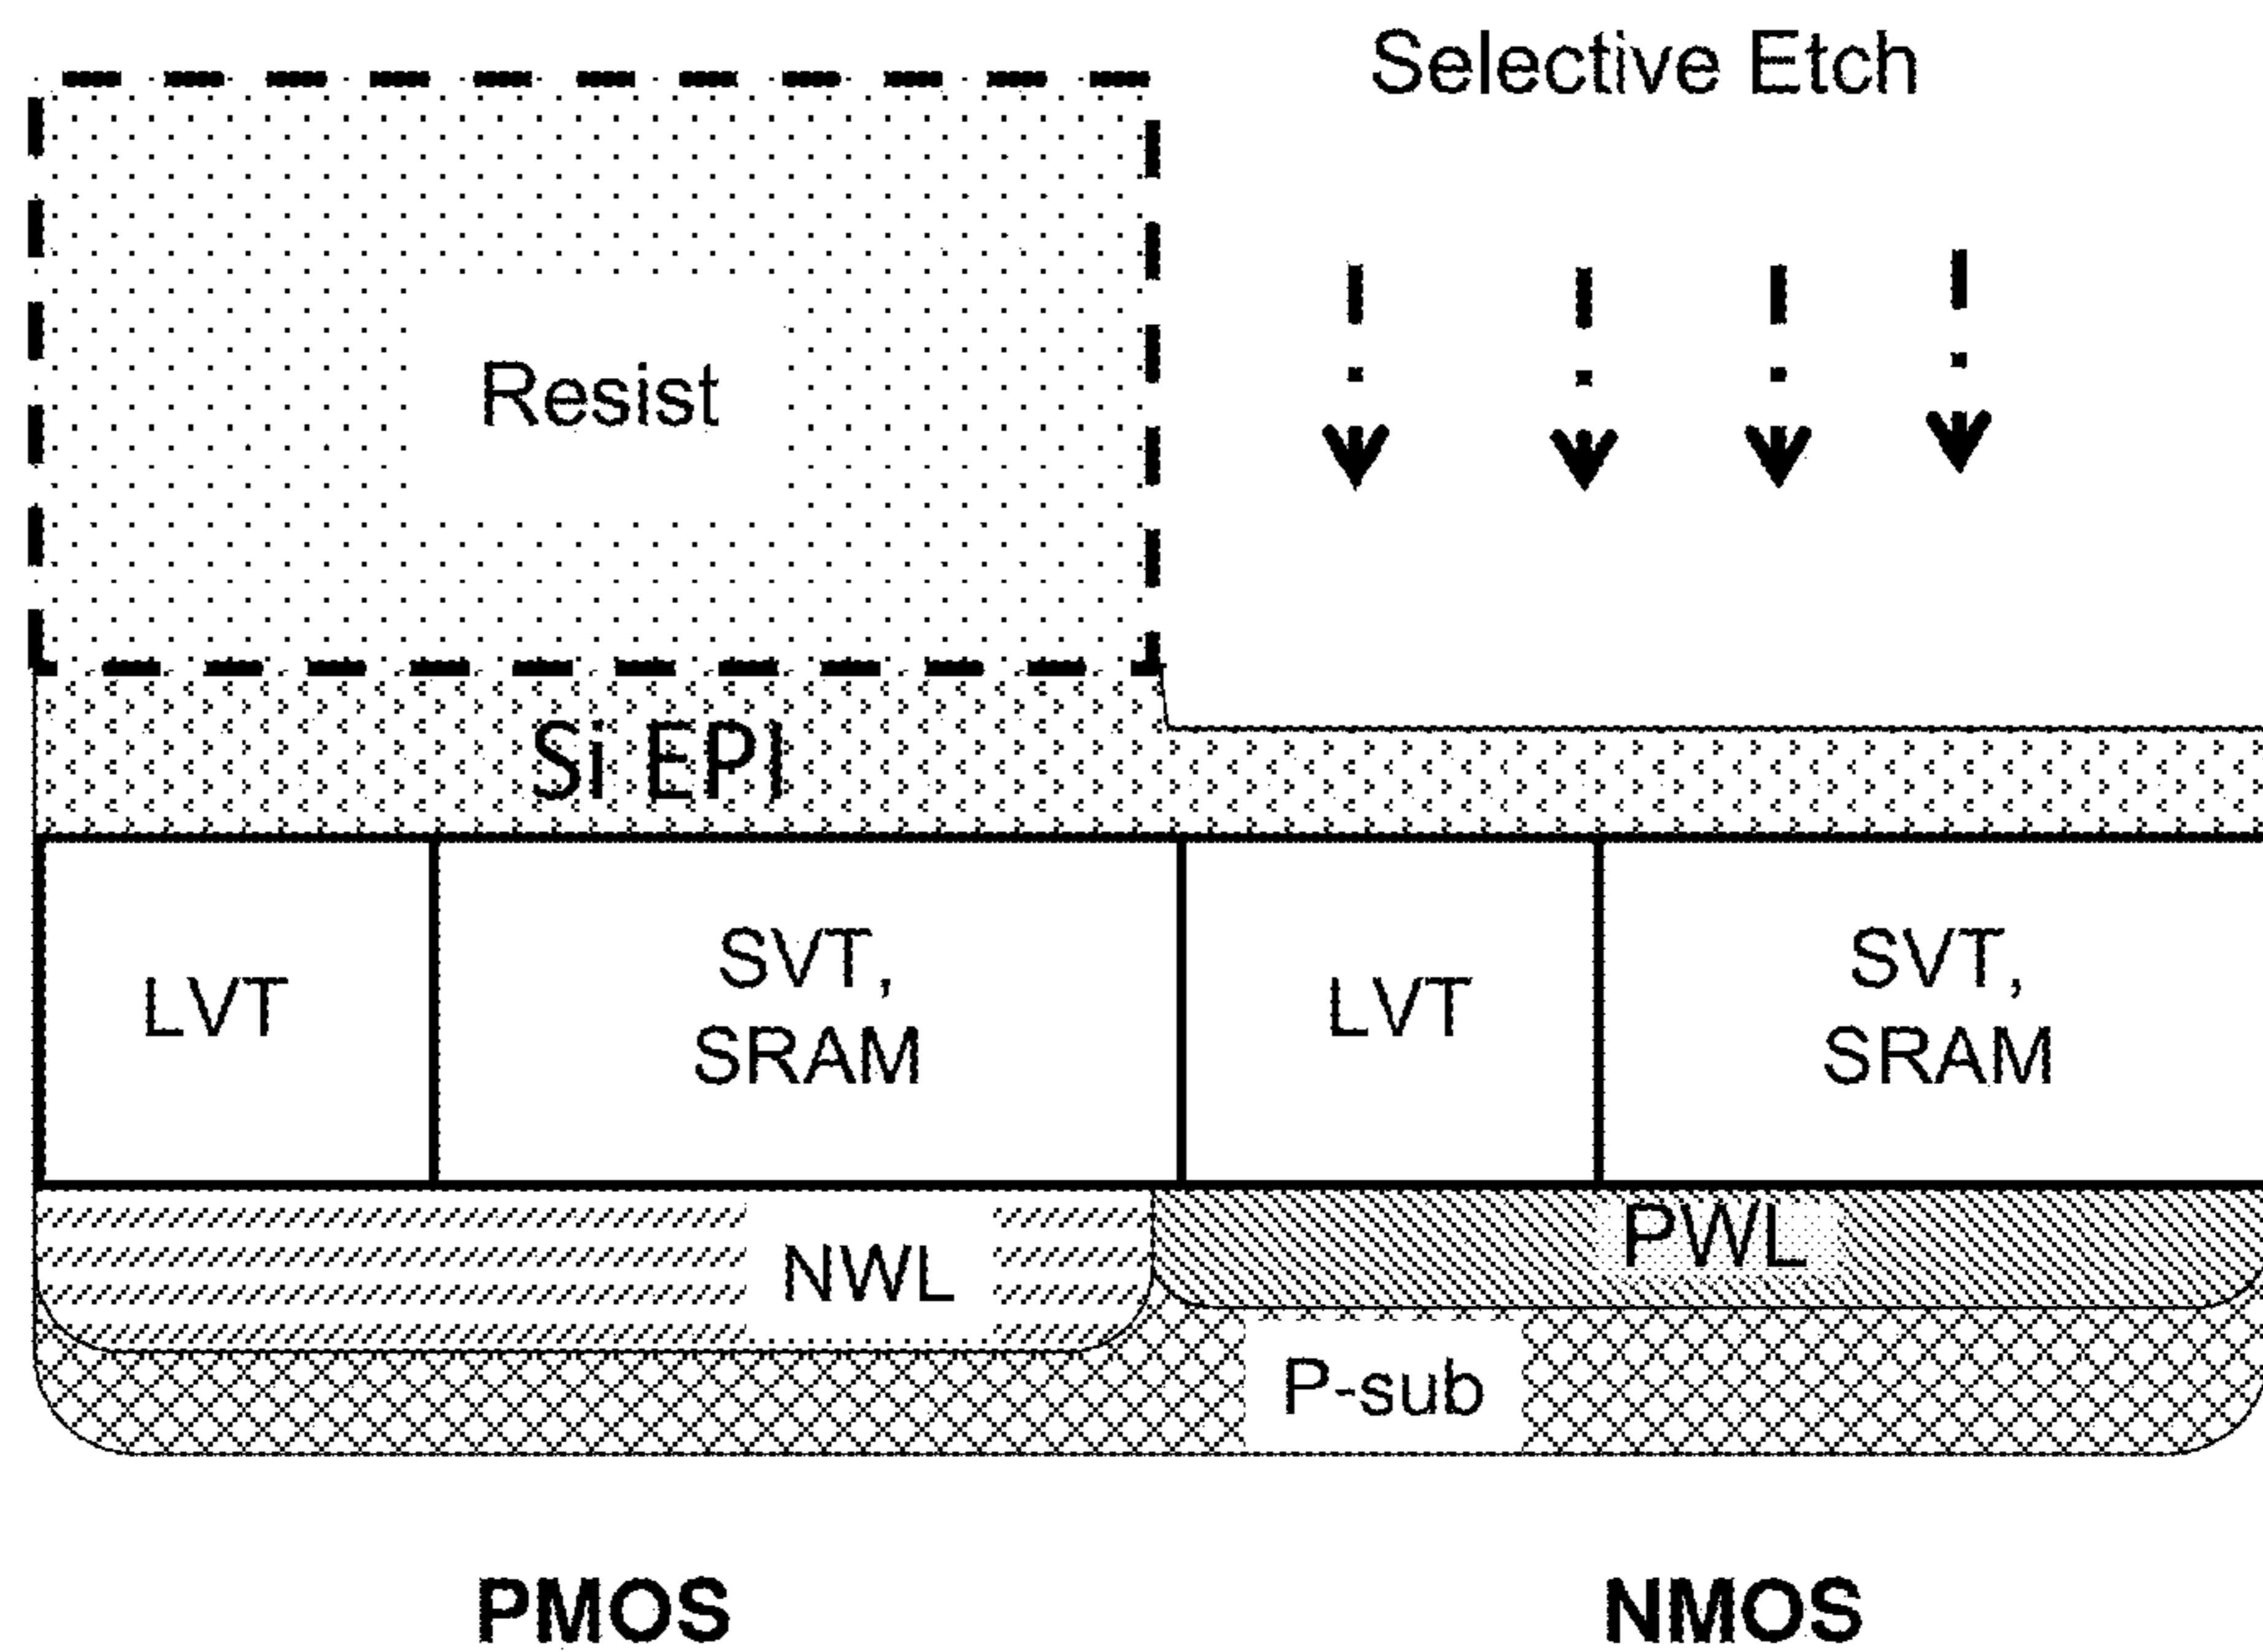 Selective Etch
Resist
Si EPI
LVT
SVT,
SRAM
LVT
SVT,
SRAM
NWL
PWL
P-sub
PMOS
NMOS